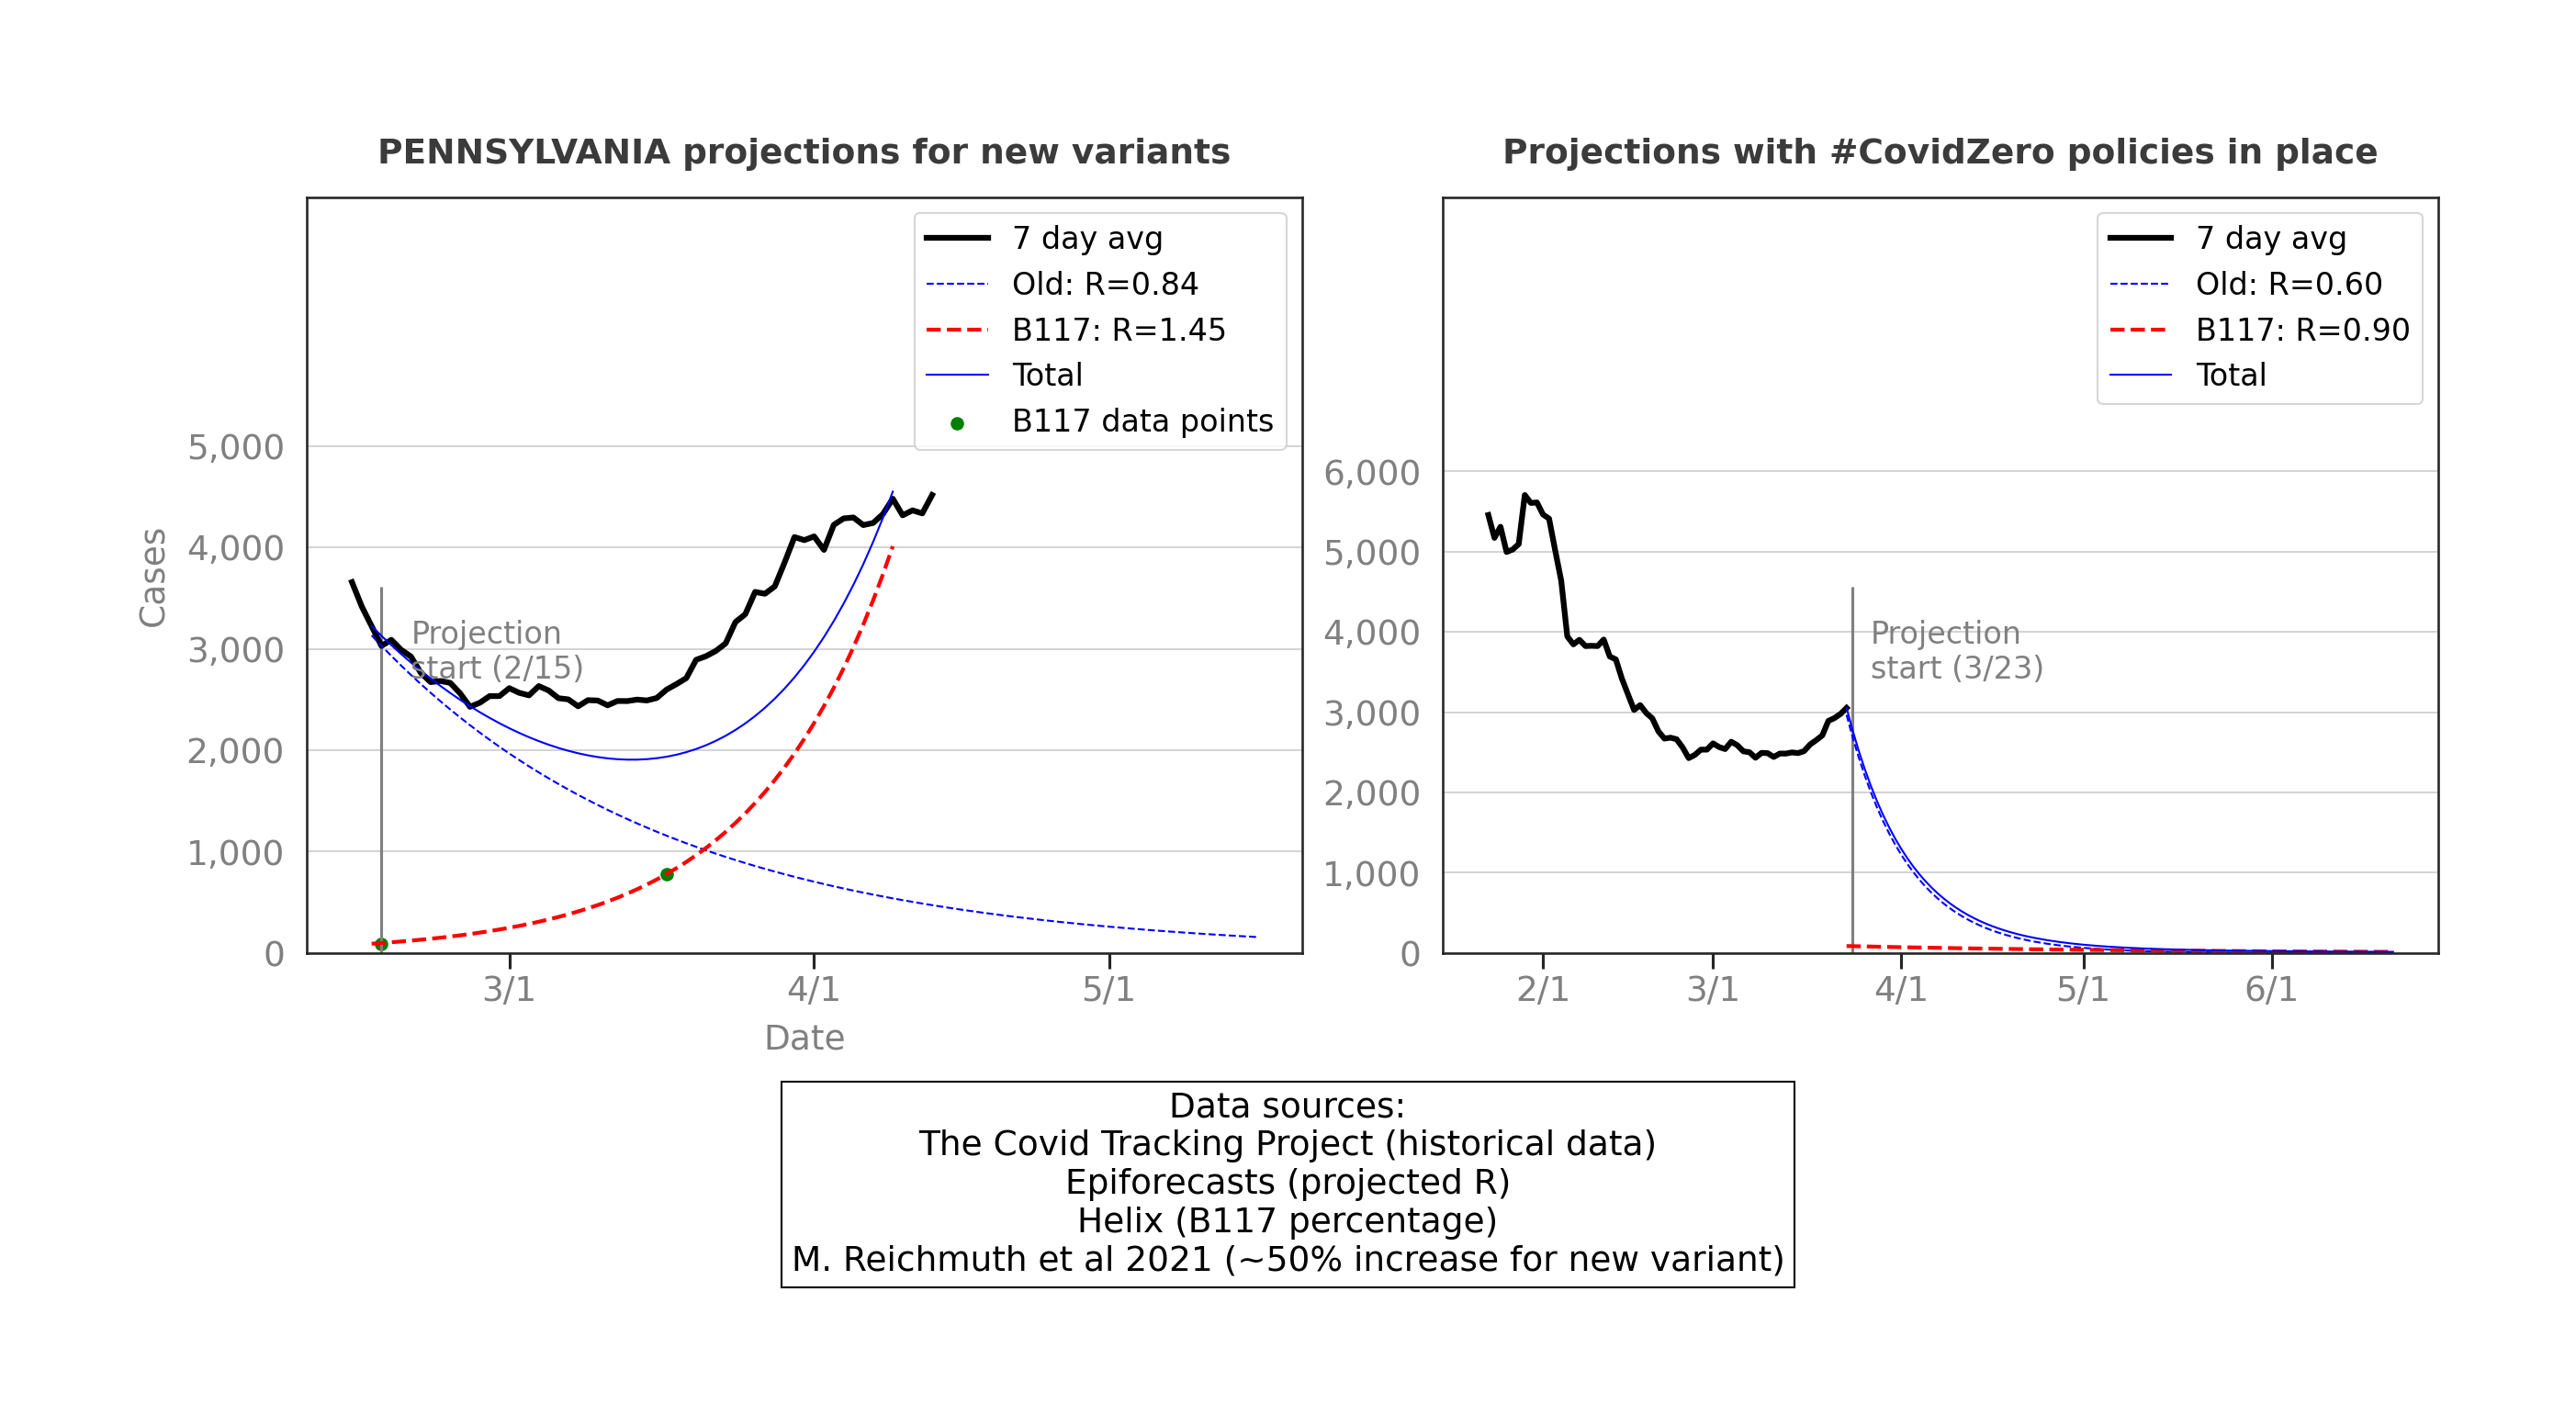 PENNSYLVANIA projections for new variants
7 day avg
Old: R=0.84
B117: R=1.45
Total
B117 data points
5,000
4,000
3,000
2,000
1,000
0
Cases
Projection
start (2/15)
3/1
4/1
5/1
Date
Projections with #CovidZero policies in place
7 day avg
Old: R=0.60
B117: R=0.90
Total
6,000
5,000
4,000
3,000
2,000
1,000
0
Projection
start (3/23)
2/1
3/1
4/1
5/1
6/1
Data sources:
The Covid Tracking Project (historical data)
Epiforecasts (projected R)
Helix (B117 percentage)
M. Reichmuth et al 2021 (~50% increase for new variant)